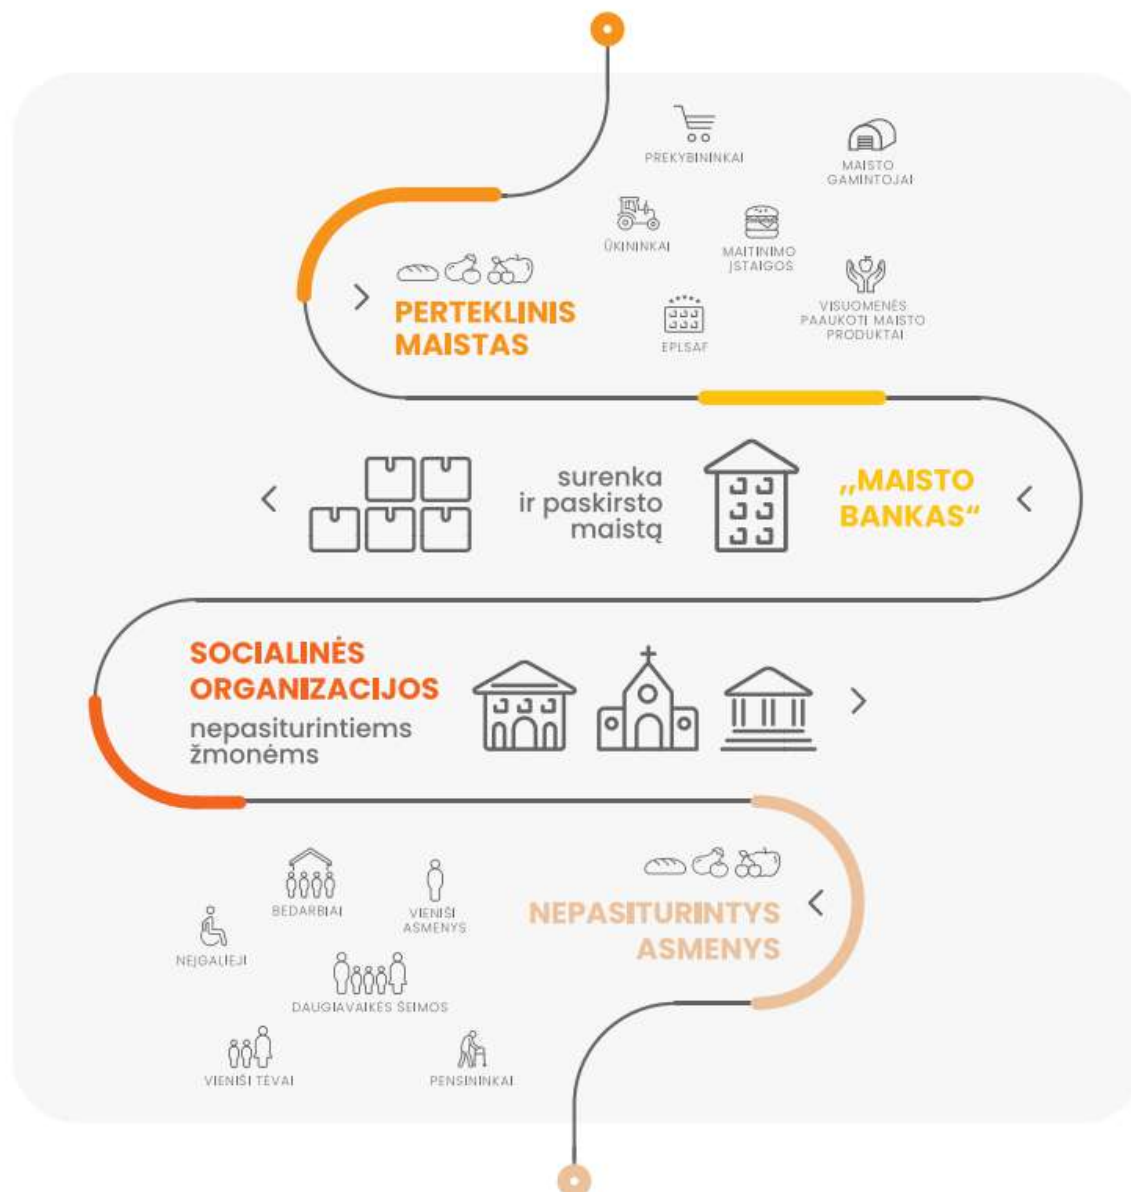 PREKYBININKAI
MAISTO
GAMINTOJAI
ŪKININKAI
MAITINIMO
ĮSTAIGOS
VISUOMENĖS
PAAUKOTI MAISTO
PRODUKTAI
EPLSAF
PERTEKLINIS
MAISTAS
surenka
ir paskirsto
maistą
„MAISTO
BANKAS“
SOCIALINĖS
ORGANIZACIJOS
nepasiturintiems
žmonėms
NEPASITURINTYS
ASMENYS
BEDARBIAI
VIENIŠI
ASMENYS
NEĮGALIEJI
DAUGIAVAIKĖS ŠEIMOS
VIENIŠI TĖVAI
PENSININKAI